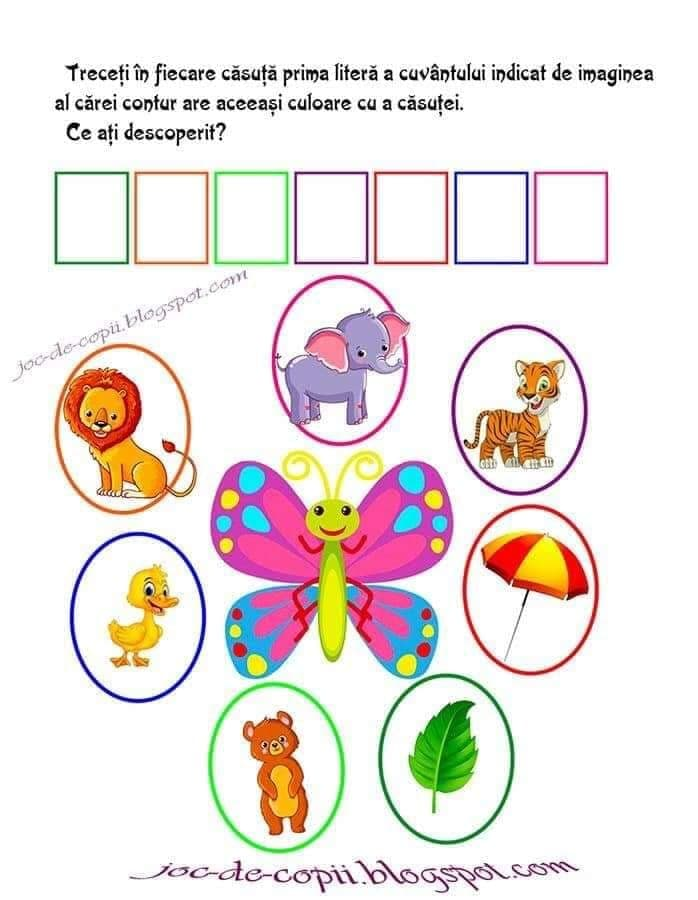 Treceți în fiecare căsuță prima literă a cuvântului indicat de imaginea
al cărei contur are aceeași culoare cu a căsuței.
Ce ați descoperit?
joc-de-copii.blogspot.com
joc-de-copii.blogspot.com